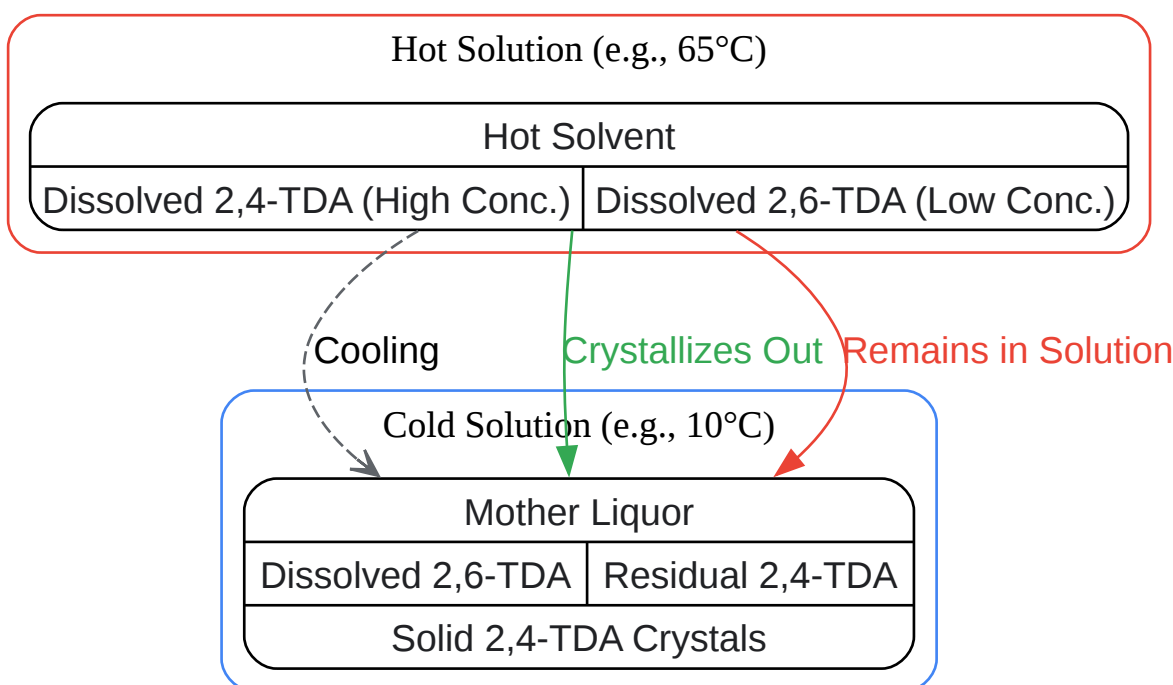 Hot Solution (e.g., 65°C)
Hot Solvent
Dissolved 2,4-TDA (High Conc.)
Dissolved 2,6-TDA (Low Conc.)
Cooling
Crystallizes Out
Remains in Solution
Cold Solution (e.g., 10°C)
Mother Liquor
Dissolved 2,6-TDA
Residual 2,4-TDA
Solid 2,4-TDA Crystals